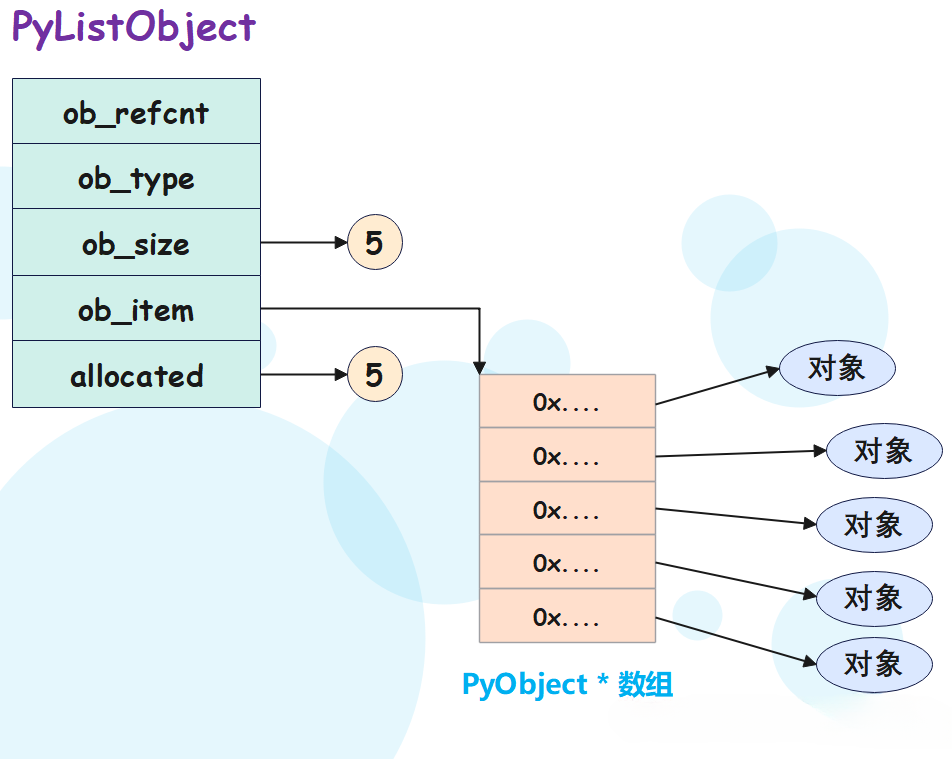 PyListObject
ob_refcnt
ob_type
ob_size
5
ob_item
allocated
5
0x....
对象
0x....
对象
0x....
对象
0x....
对象
0x....
对象
PyObject * 数组